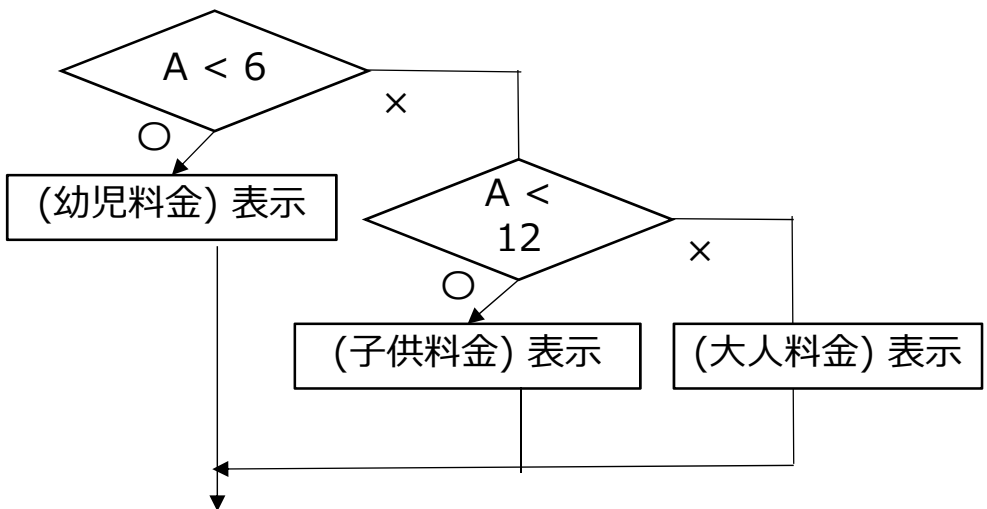 A < 6
×
○
(幼児料金) 表示
A <
12
×
○
(子供料金) 表示
(大人料金) 表示